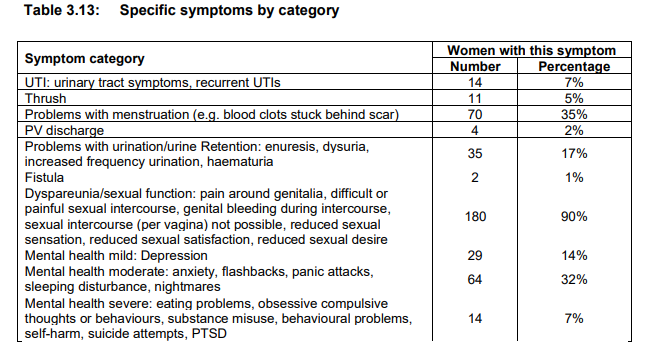 Table 3.13: Specific symptoms by category
Symptom category Women with this symptom
Number Percentage
UTI: urinary tract symptoms, recurrent UTIs 14 7%
Thrush 11 5%
Problems with menstruation (e.g. blood clots stuck behind scar) 70 35%
PV discharge 4 2%
Problems with urination/urine Retention: enuresis, dysuria,
increased frequency urination, haematuria 35 17%
Fistula 2 1%
Dyspareunia/sexual function: pain around genitalia, difficult or
painful sexual intercourse, genital bleeding during intercourse,
sexual intercourse (per vagina) not possible, reduced sexual
sensation, reduced sexual satisfaction, reduced sexual desire 180 90%
Mental health mild: Depression 29 14%
Mental health moderate: anxiety, flashbacks, panic attacks,
sleeping disturbance, nightmares 64 32%
Mental health severe: eating problems, obsessive compulsive
thoughts or behaviours, substance misuse, behavioural problems, 14 7%
self-harm, suicide attempts, PTSD